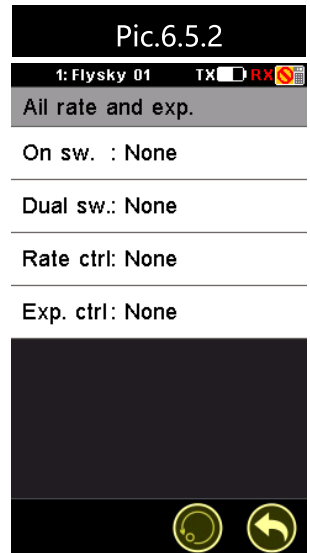 Pic.6.5.2
1: Flysky 01 TX RX
Ail rate and exp.
On sw. : None
Dual sw.: None
Rate ctrl: None
Exp. ctrl: None